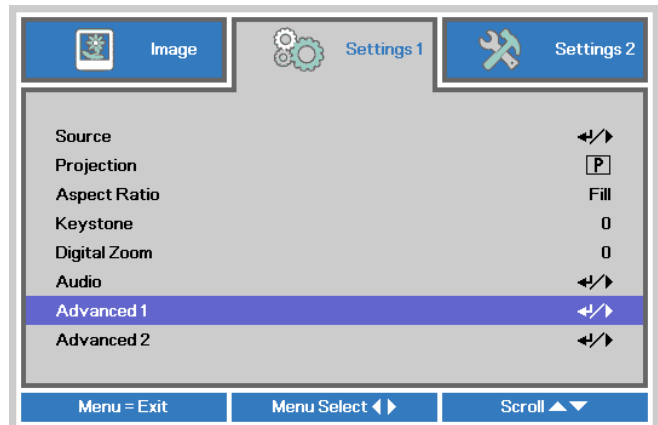 Image
Settings 1
Settings 2
Source
Projection P
Aspect Ratio Fill
Keystone 0
Digital Zoom 0
Audio
Advanced 1
Advanced 2
Menu = Exit
Menu Select
Scroll